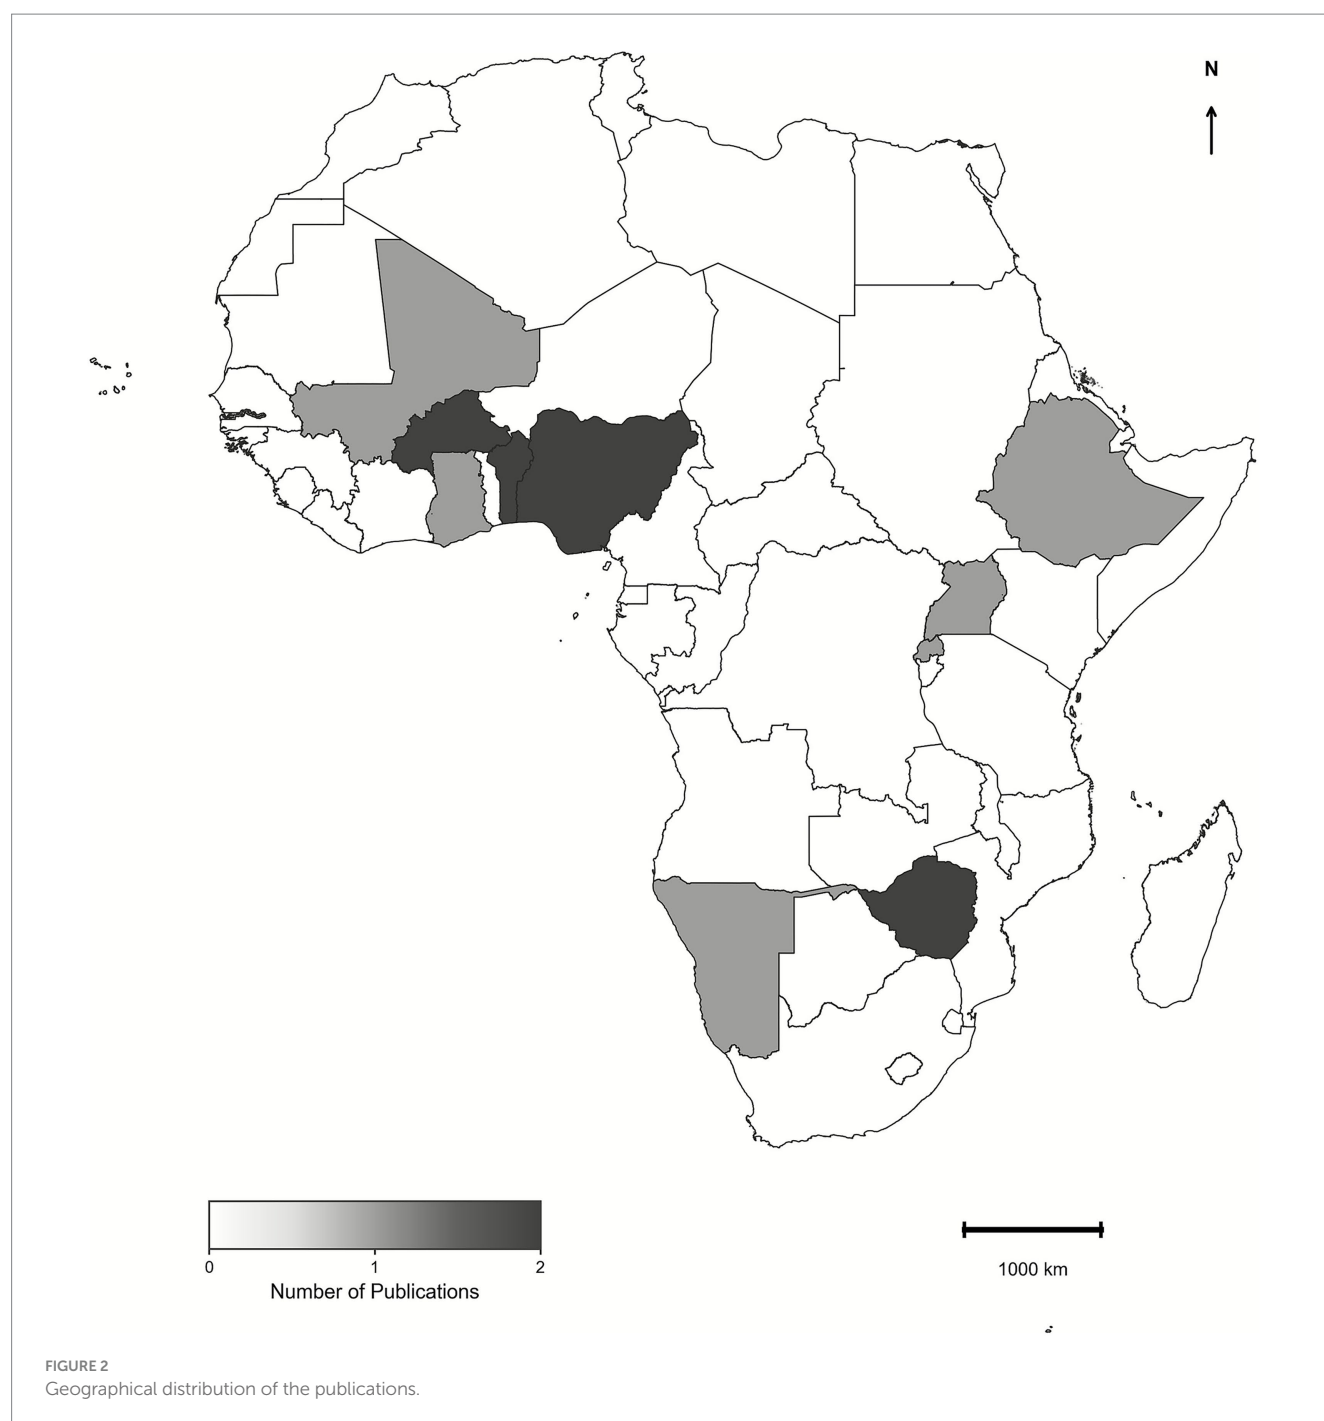 N
0
1
2
Number of Publications
1000 km
FIGURE 2
Geographical distribution of the publications.